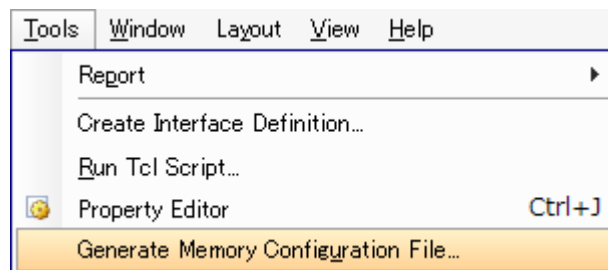 Tools Window Layout View Help
Report
Create Interface Definition...
Run Tcl Script...
Property Editor Ctrl+J
Generate Memory Configuration File...